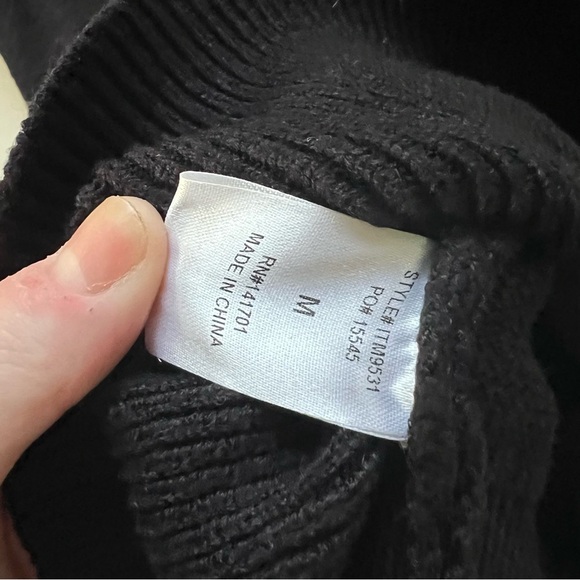 STYLE# ITM9531
PO# 15545
M
RN#141701
MADE IN CHINA